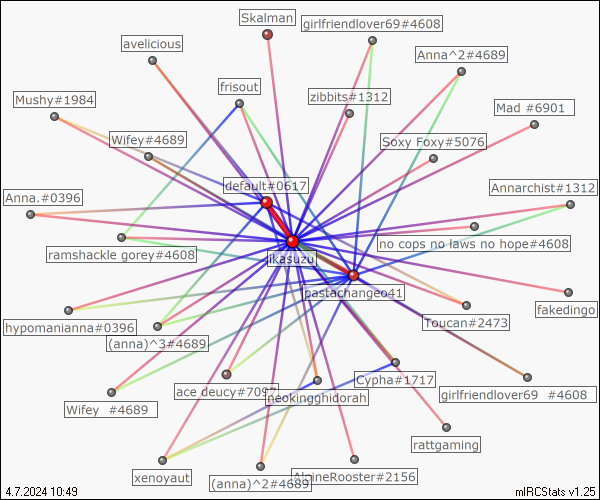 Skalman
girlfriendlover69#4608
avelicious
Anna^2#4689
frisout
Mushy#1984
zibbits#1312
Mad #6901
Wifey#4689
Soxy Foxy#5076
default#0617
Annarchist#1312
Anna.#0396
no cops no laws no hope#4608
ramshackle gorey#4608
ikasuzu
pastachangeo41
fakedingo
hypomanianna#0396
Toucan#2473
(anna)^3#4689
Cypha#1717
ace deucy#7097
neokingghidorah
girlfriendlover69 #4608
Wifey #4689
rattgaming
xenoyaut
(anna)^2#4689
AlpineRooster#2156
4.7.2024 10:49
mIRCStats v1.25